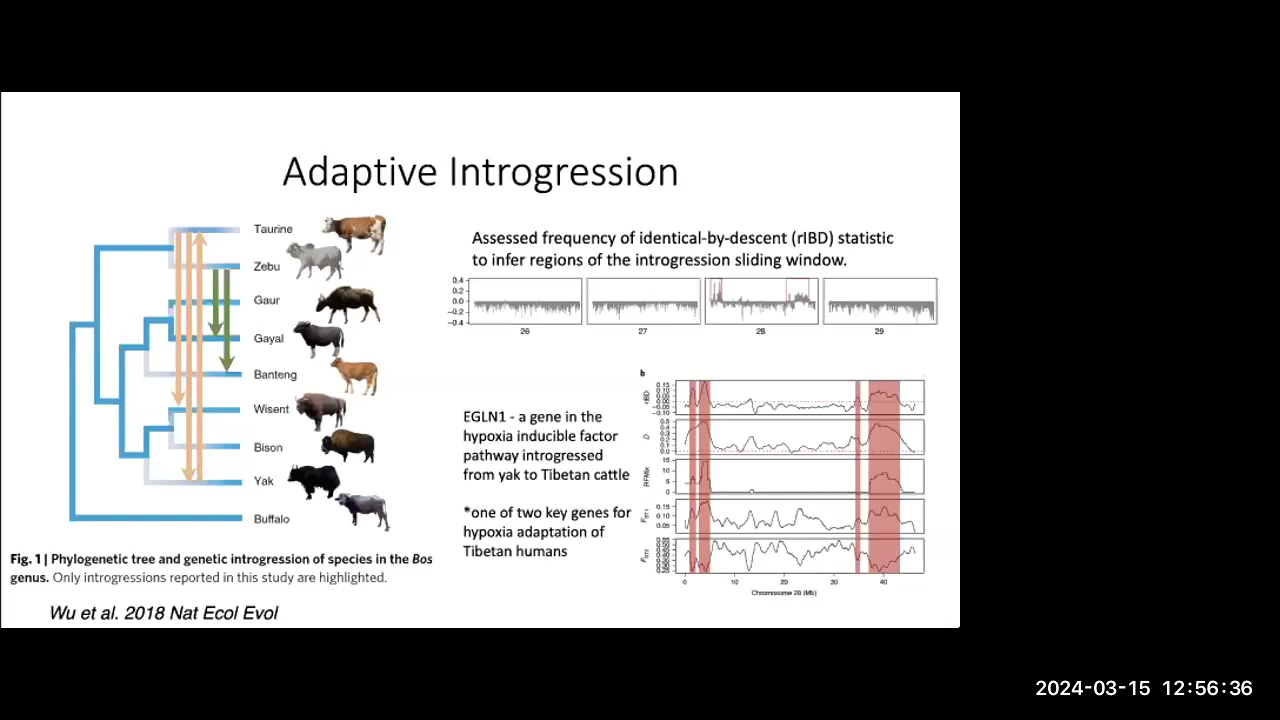 Adaptive Introgression
Taurine
Zebu
Gaur
Gayal
Banteng
Wisent
Bison
Yak
Buffalo
Fig. 1 | Phylogenetic tree and genetic introgression of species in the Bos
genus. Only introgressions reported in this study are highlighted.
Wu et al. 2018 Nat Ecol Evol
Assessed frequency of identical-by-descent (rIBD) statistic
to infer regions of the introgression sliding window.
0.4
0.2
0.0
−0.2
−0.4
26 27 28 29
EGLN1 - a gene in the
hypoxia inducible factor
pathway introgressed
from yak to Tibetan cattle
*one of two key genes for
hypoxia adaptation of
Tibetan humans
b
rIBD
D
0 10 20 30 40
Chromosome 28 (Mb)
2024-03-15 12:56:36